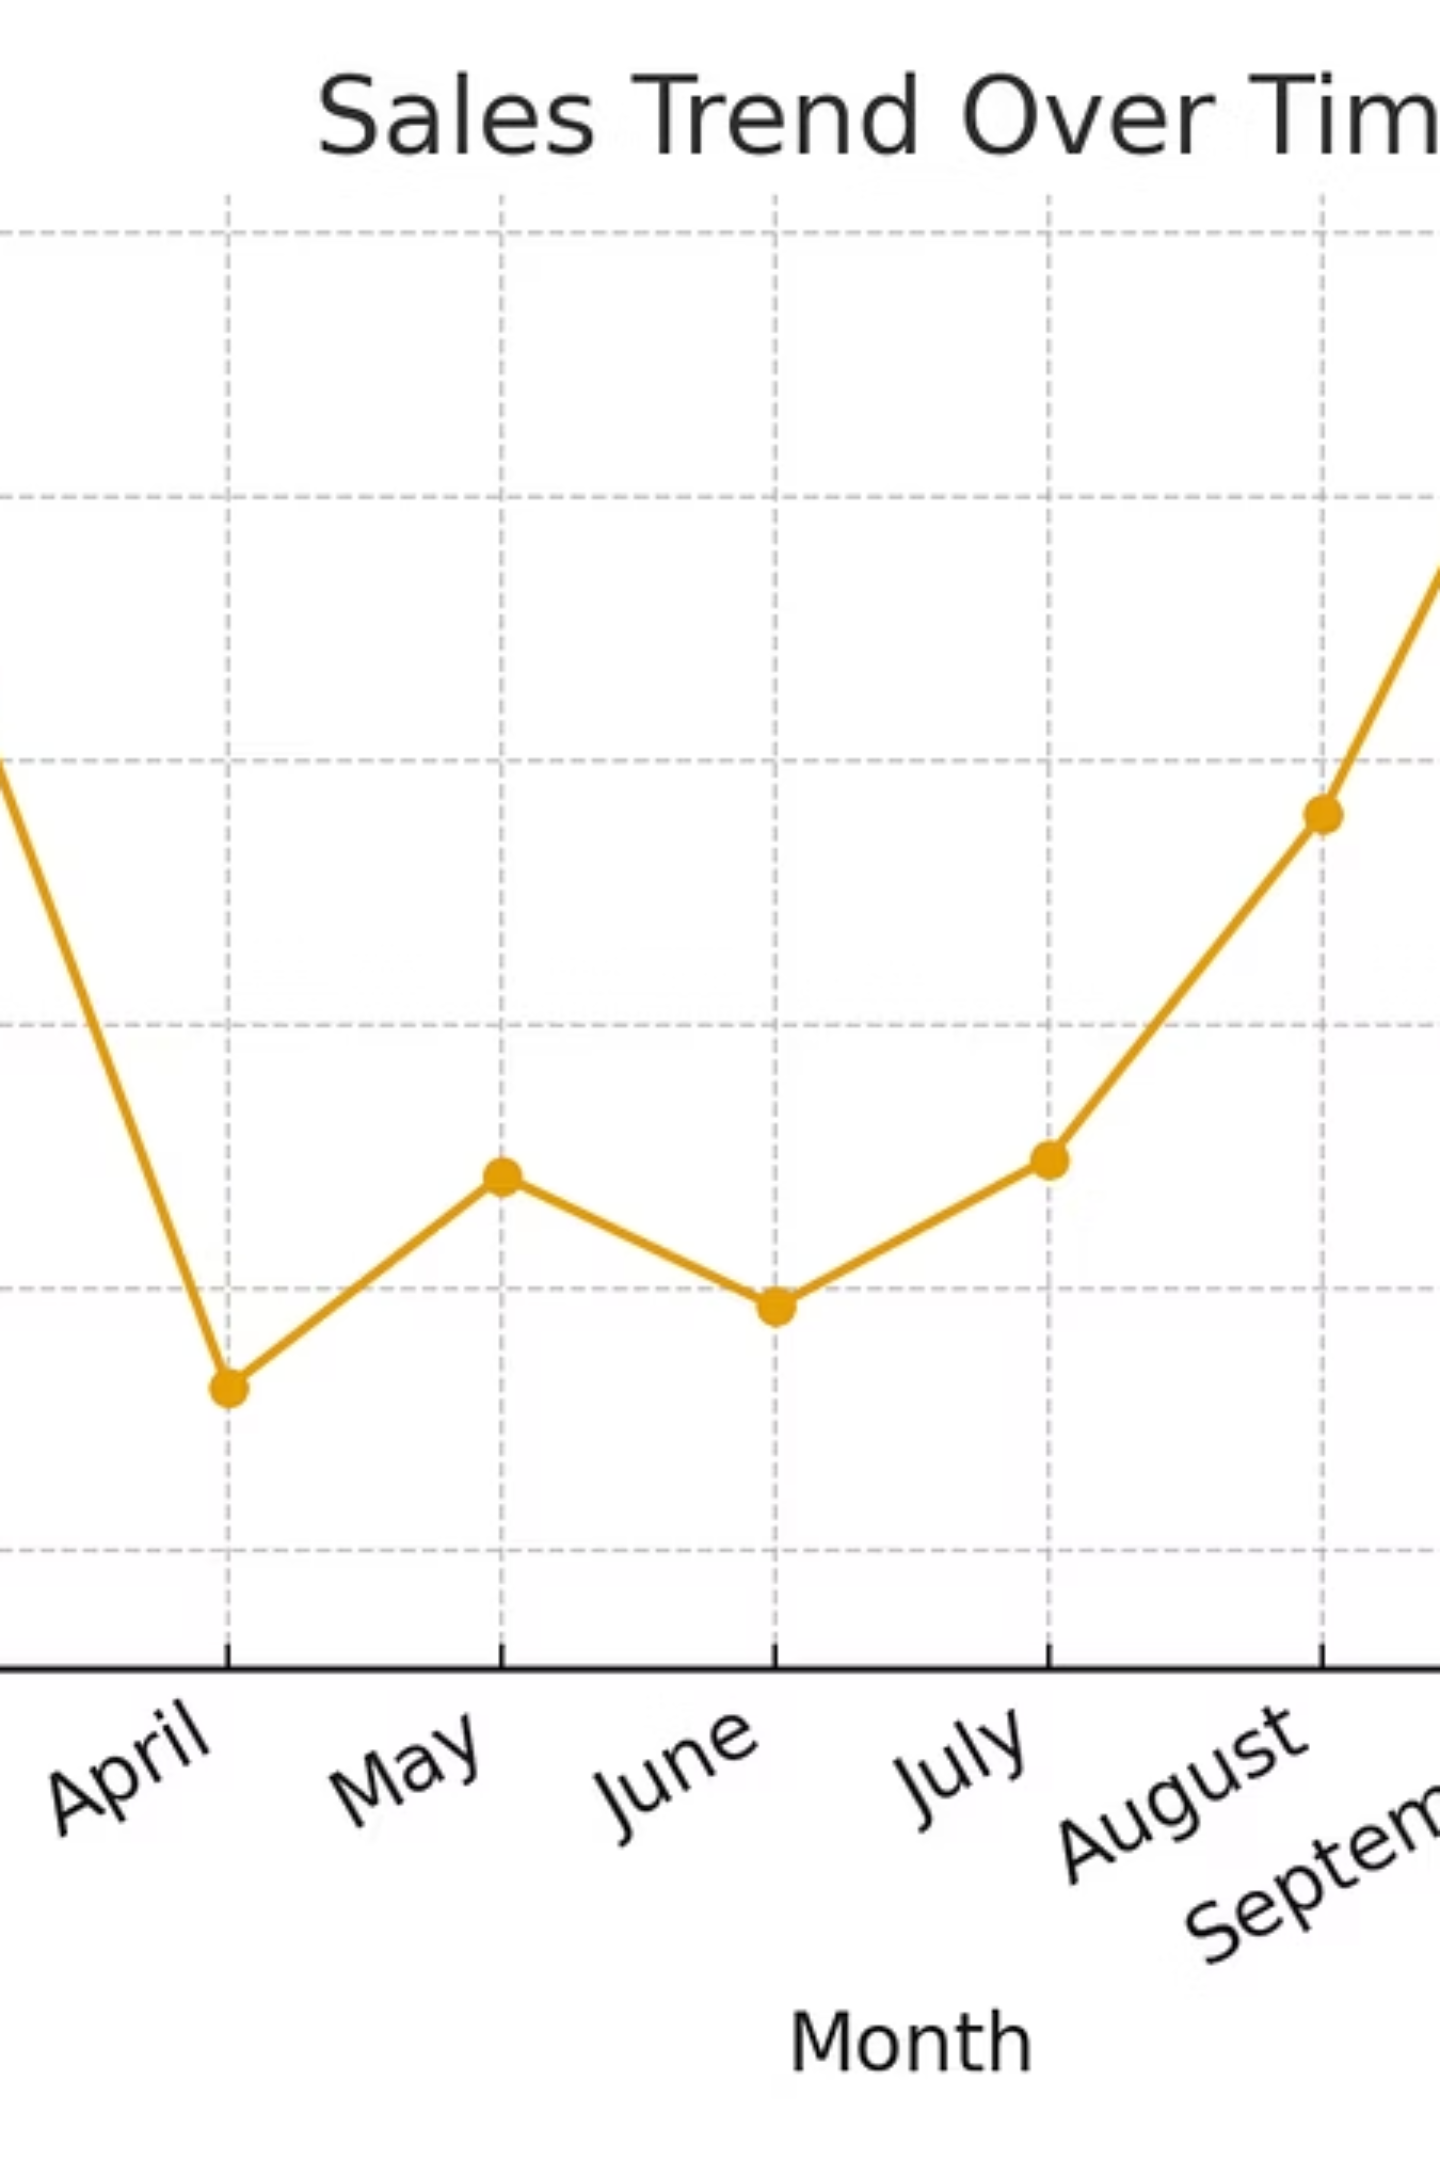 Sales Trend Over Tim
April
May
June
July
August
Septem
Month